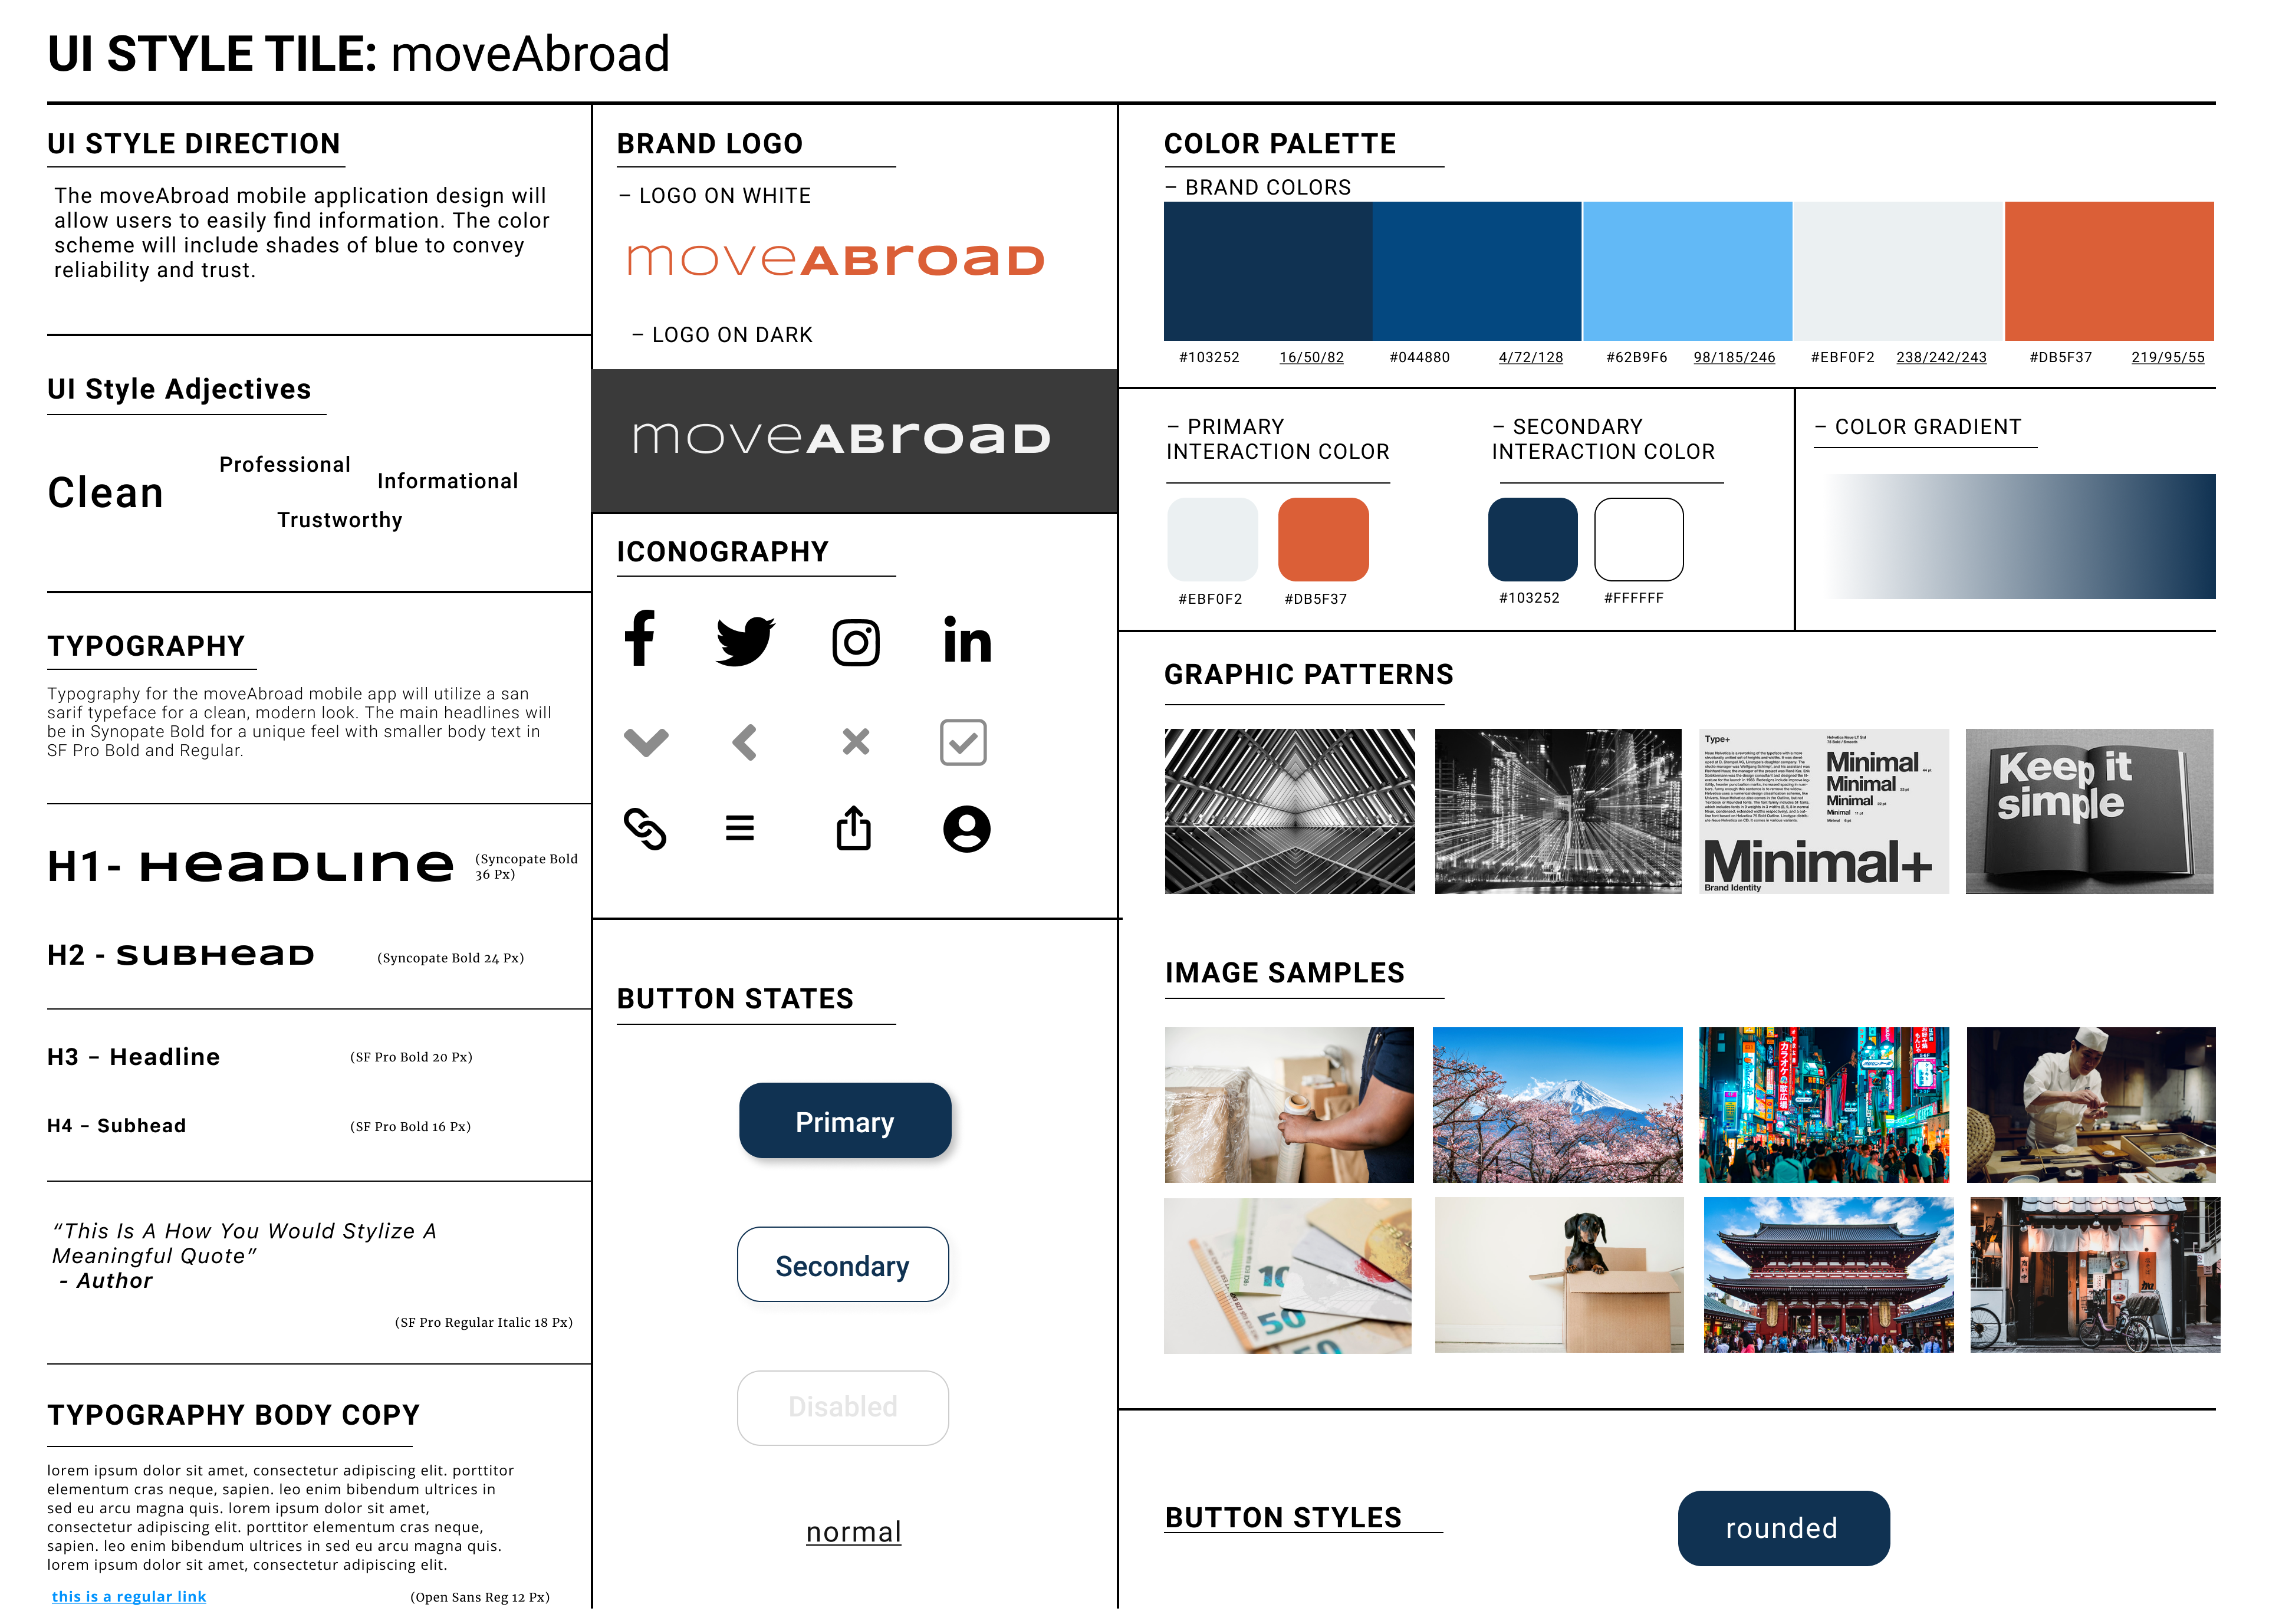 UI STYLE TILE: moveAbroad
UI STYLE DIRECTION
The moveAbroad mobile application design will
allow users to easily find information. The color
scheme will include shades of blue to convey
reliability and trust.
UI Style Adjectives
Clean
Professional
Informational
Trustworthy
TYPOGRAPHY
Typography for the moveAbroad mobile app will utilize a san
sarif typeface for a clean, modern look. The main headlines will
be in Synopate Bold for a unique feel with smaller body text in
SF Pro Bold and Regular.
H1- HeaDLine
(Syncopate Bold
36 Px)
H2 - suBHeaD
(Syncopate Bold 24 Px)
H3 – Headline
(SF Pro Bold 20 Px)
H4 – Subhead
(SF Pro Bold 16 Px)
“This Is A How You Would Stylize A
Meaningful Quote”
- Author
(SF Pro Regular Italic 18 Px)
TYPOGRAPHY BODY COPY
lorem ipsum dolor sit amet, consectetur adipiscing elit. porttitor
elementum cras neque, sapien. leo enim bibendum ultrices in
sed eu arcu magna quis. lorem ipsum dolor sit amet,
consectetur adipiscing elit. porttitor elementum cras neque,
sapien. leo enim bibendum ultrices in sed eu arcu magna quis.
lorem ipsum dolor sit amet, consectetur adipiscing elit.
this is a regular link
(Open Sans Reg 12 Px)
BRAND LOGO
– LOGO ON WHITE
moveABroaD
– LOGO ON DARK
moveABroaD
ICONOGRAPHY
in
BUTTON STATES
Primary
Secondary
Disabled
normal
COLOR PALETTE
– BRAND COLORS
#103252 16/50/82 #044880 4/72/128 #62B9F6 98/185/246 #EBF0F2 238/242/243 #DB5F37 219/95/55
– PRIMARY
INTERACTION COLOR
#EBF0F2 #DB5F37
– SECONDARY
INTERACTION COLOR
#103252 #FFFFFF
– COLOR GRADIENT
GRAPHIC PATTERNS
Type+
Minimal
Minimal
Minimal
Minimal
Minimal
Minimal+
Brand Identity
Keep it
simple
IMAGE SAMPLES
カラオケの歌広場
10
50
50
BUTTON STYLES
rounded